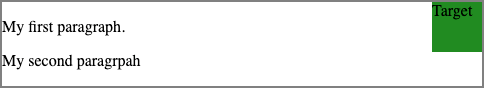 Target
My first paragraph.
My second paragrpah